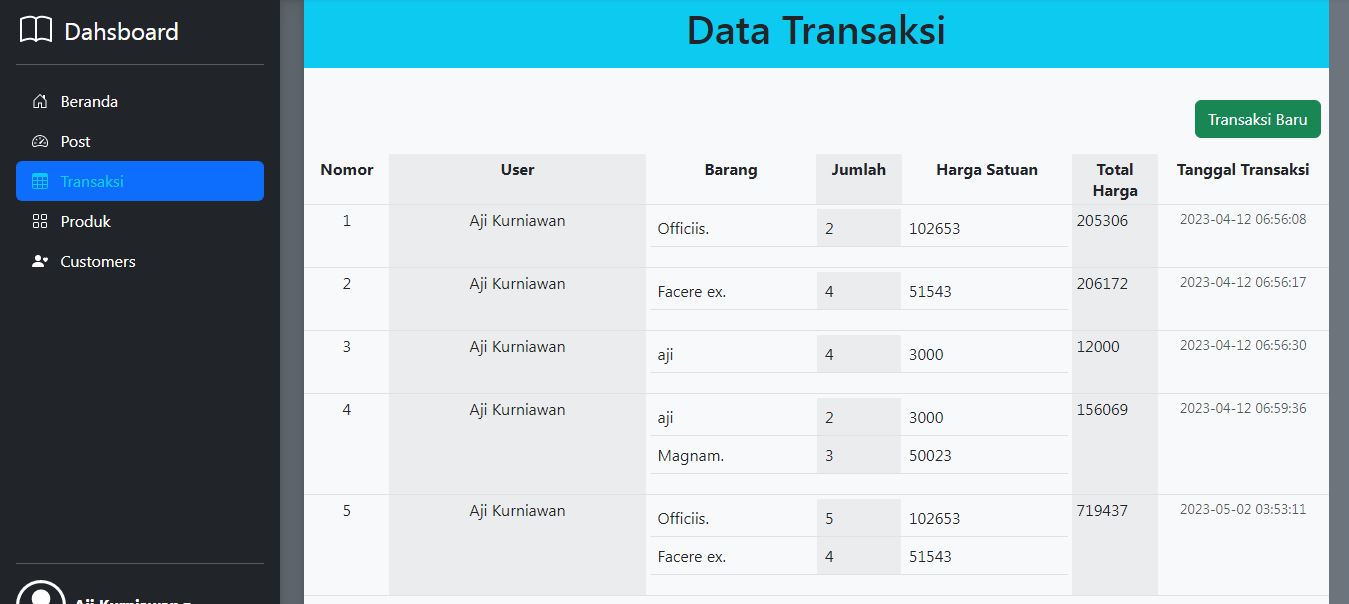 Dahsboard
Beranda
Post
Transaksi
Produk
Customers
Data Transaksi
Transaksi Baru
Nomor User Barang Jumlah Harga Satuan Total Harga Tanggal Transaksi
1 Aji Kurniawan Officiis. 2 102653 205306 2023-04-12 06:56:08
2 Aji Kurniawan Facere ex. 4 51543 206172 2023-04-12 06:56:17
3 Aji Kurniawan aji 4 3000 12000 2023-04-12 06:56:30
4 Aji Kurniawan aji 2 3000 156069 2023-04-12 06:59:36
Magnam. 3 50023
5 Aji Kurniawan Officiis. 5 102653 719437 2023-05-02 03:53:11
Facere ex. 4 51543
Aji Kurniawan